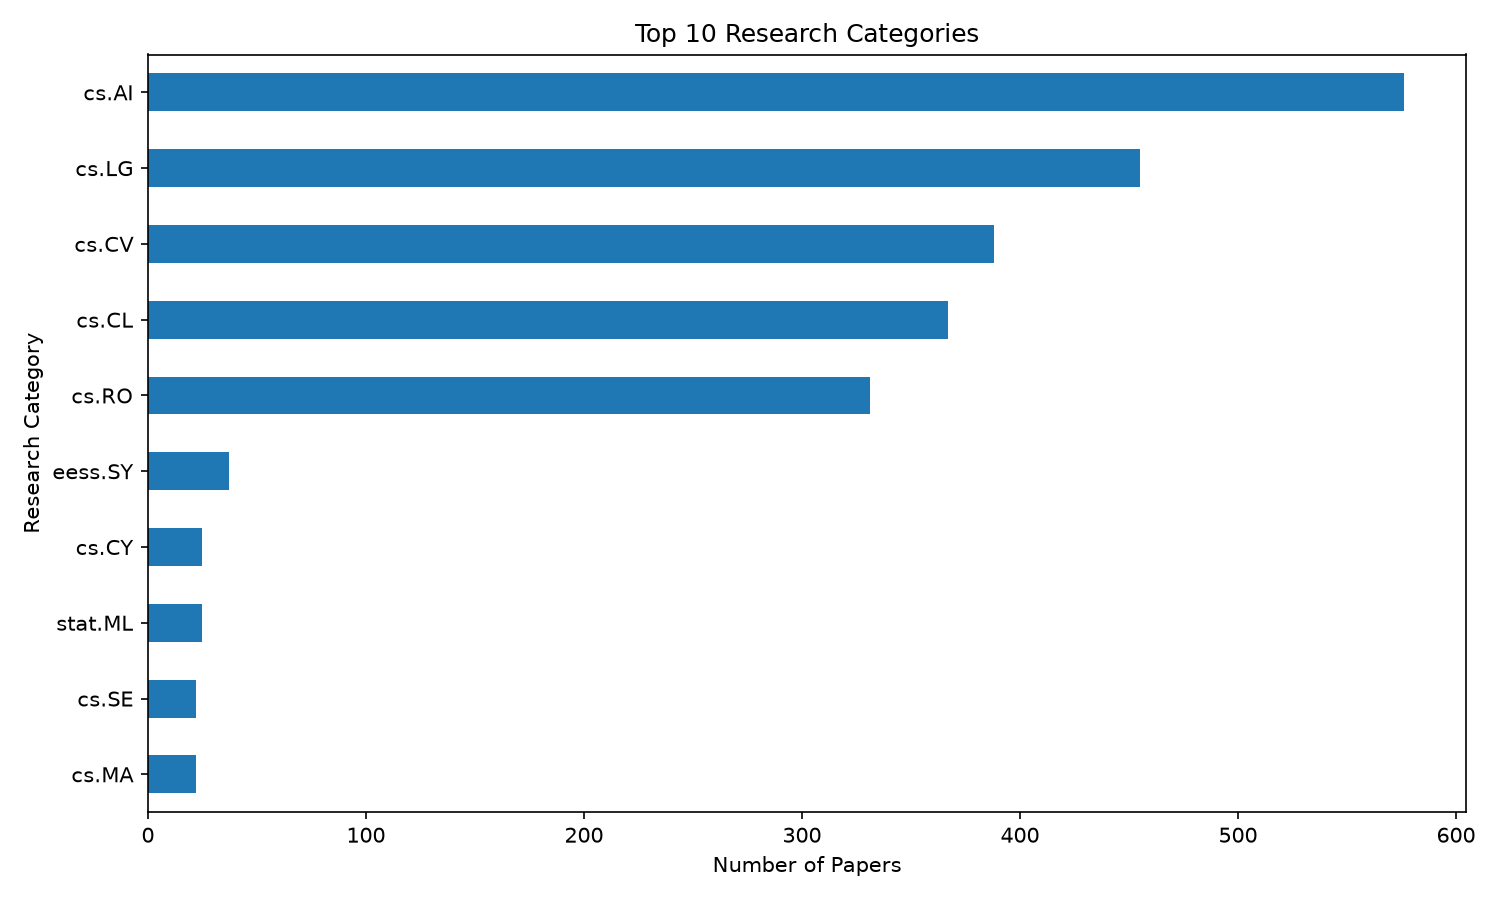 Top 10 Research Categories
Research Category
cs.AI
cs.LG
cs.CV
cs.CL
cs.RO
eess.SY
cs.CY
stat.ML
cs.SE
cs.MA
0 100 200 300 400 500 600
Number of Papers